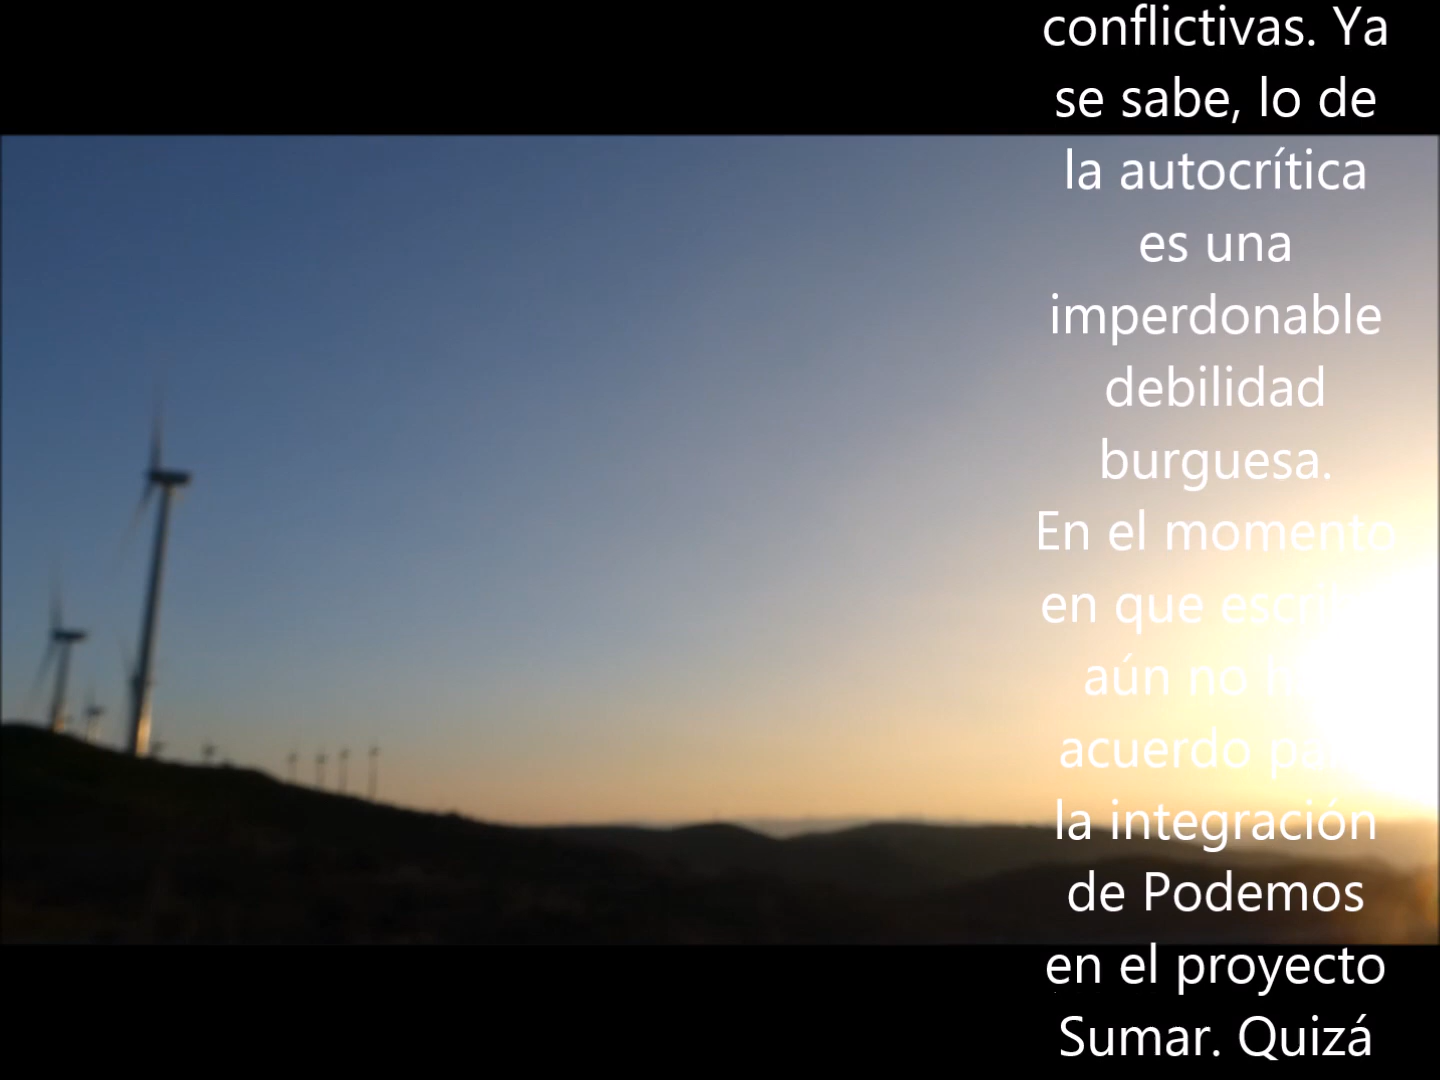 conflictivas. Ya
se sabe, lo de
la autocrítica
es una
imperdonable
debilidad
burguesa.
En el momento
en que
aún no
acuerdo
la integración
de Podemos
en el proyecto
Sumar. Quizá